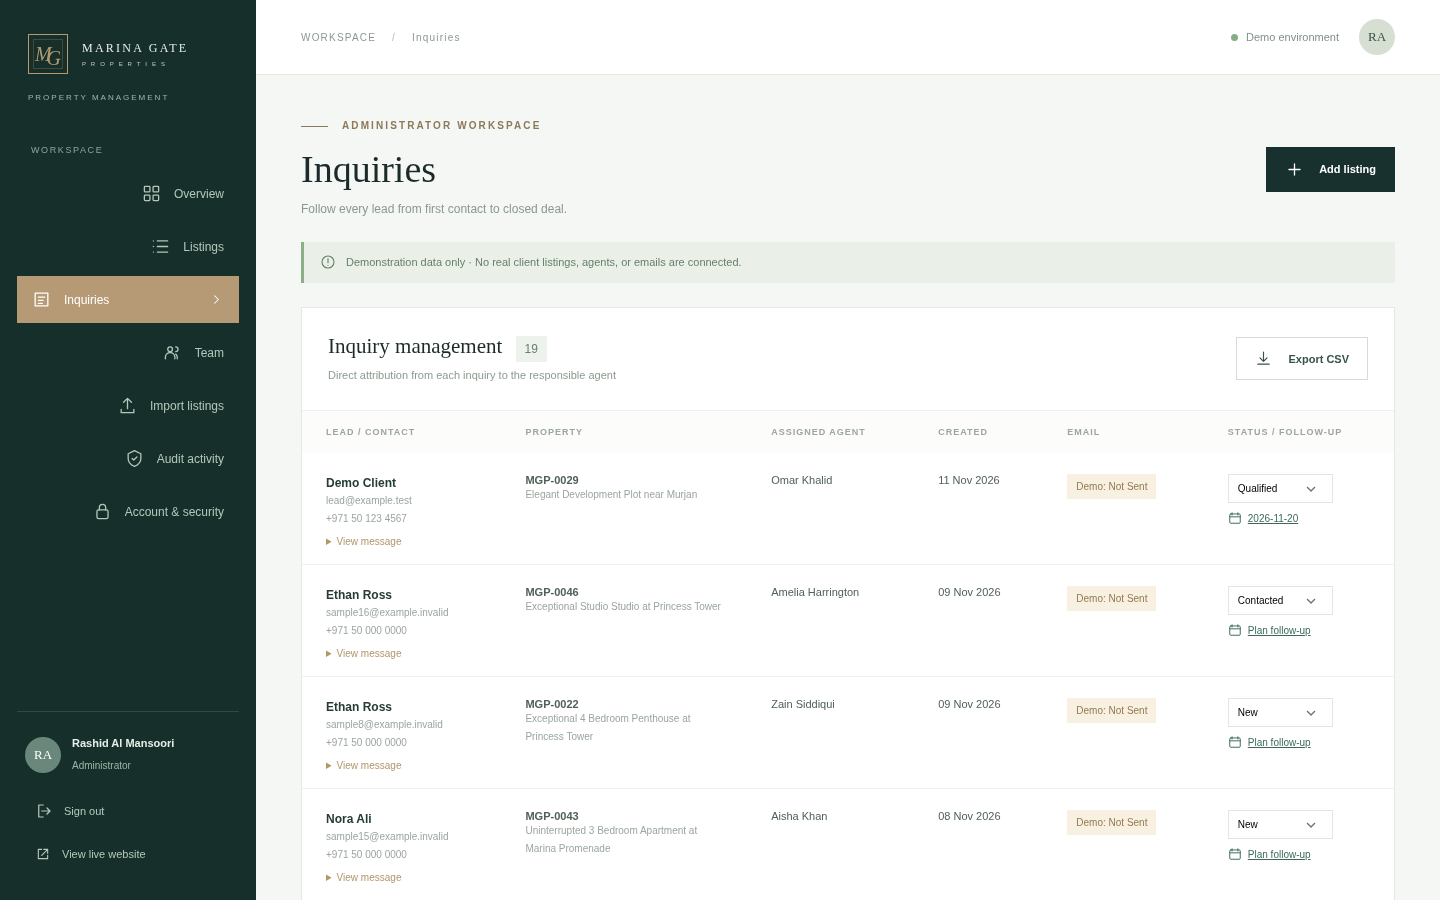 MG
MARINA GATE
PROPERTIES
PROPERTY MANAGEMENT
WORKSPACE
Overview
Listings
Inquiries
Team
Import listings
Audit activity
Account & security
RA
Rashid Al Mansoori
Administrator
Sign out
View live website
WORKSPACE / Inquiries
Demo environment
RA
ADMINISTRATOR WORKSPACE
Inquiries
Follow every lead from first contact to closed deal.
Add listing
Demonstration data only · No real client listings, agents, or emails are connected.
Inquiry management 19
Direct attribution from each inquiry to the responsible agent
Export CSV
LEAD / CONTACT PROPERTY ASSIGNED AGENT CREATED EMAIL STATUS / FOLLOW-UP
Demo Client
lead@example.test
+971 50 123 4567
View message
MGP-0029
Elegant Development Plot near Murjan
Omar Khalid
11 Nov 2026
Demo: Not Sent
Qualified
2026-11-20
Ethan Ross
sample16@example.invalid
+971 50 000 0000
View message
MGP-0046
Exceptional Studio Studio at Princess Tower
Amelia Harrington
09 Nov 2026
Demo: Not Sent
Contacted
Plan follow-up
Ethan Ross
sample8@example.invalid
+971 50 000 0000
View message
MGP-0022
Exceptional 4 Bedroom Penthouse at
Princess Tower
Zain Siddiqui
09 Nov 2026
Demo: Not Sent
New
Plan follow-up
Nora Ali
sample15@example.invalid
+971 50 000 0000
View message
MGP-0043
Uninterrupted 3 Bedroom Apartment at
Marina Promenade
Aisha Khan
08 Nov 2026
Demo: Not Sent
New
Plan follow-up